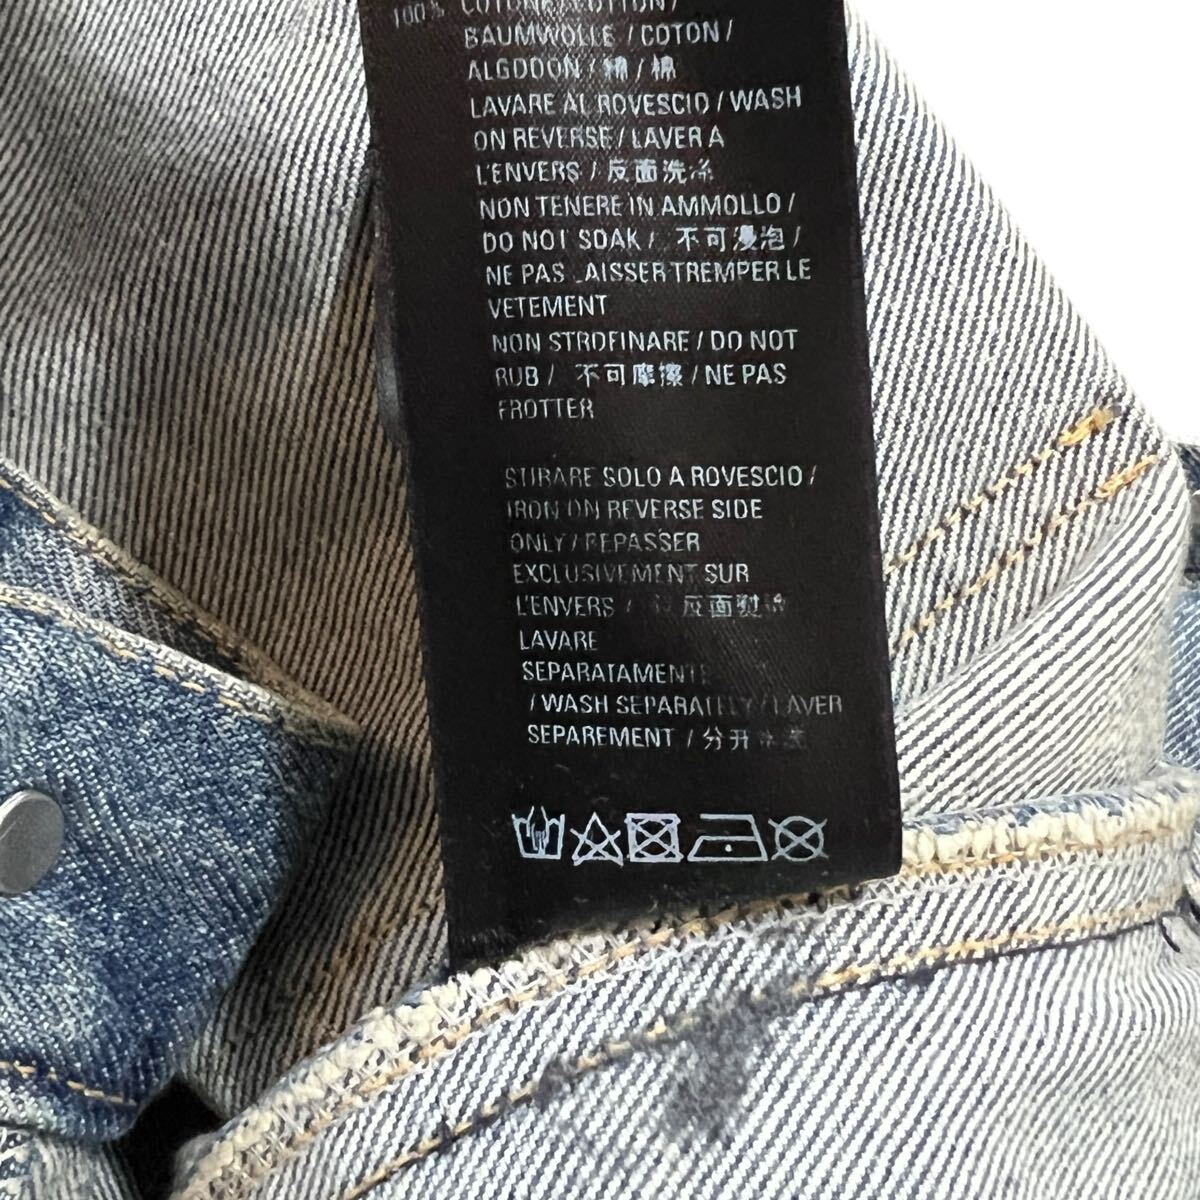 100% COTONE / COTTON /
BAUMWOLLE / COTON /
ALGODON / 綿 / 棉
LAVARE AL ROVESCIO / WASH
ON REVERSE / LAVER A
L'ENVERS / 反面洗涤
NON TENERE IN AMMOLLO /
DO NOT SOAK / 不可浸泡 /
NE PAS LAISSER TREMPER LE
VETEMENT
NON STROFINARE / DO NOT
RUB / 不可摩擦 / NE PAS
FROTTER
STIRARE SOLO A ROVESCIO /
IRON ON REVERSE SIDE
ONLY / REPASSER
EXCLUSIVEMENT SUR
L'ENVERS / 反面熨
LAVARE
SEPARATAMENTE
/ WASH SEPARATELY / LAVER
SEPAREMENT / 分开